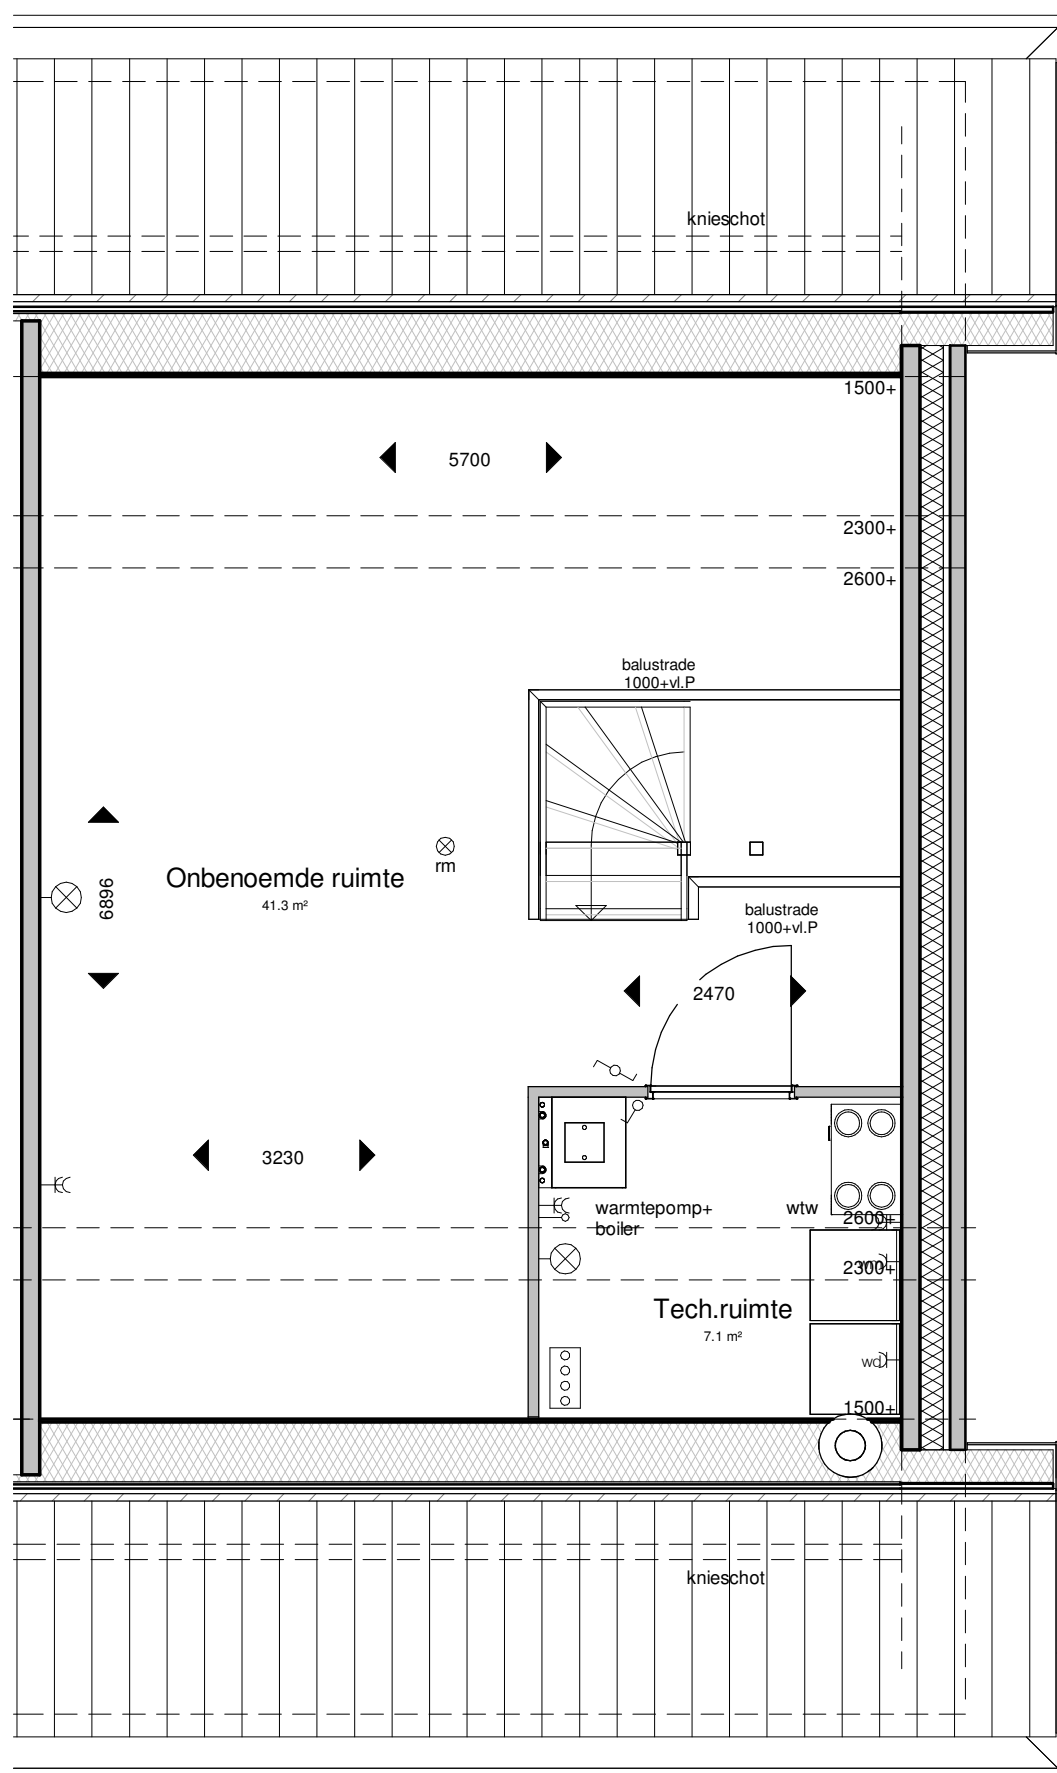 knieschot
1500+
5700
2300+
2600+
balustrade
1000+vl.P
rm
Onbenoemde ruimte
41.3 m²
6896
balustrade
1000+vl.P
2470
3230
warmtepomp+
boiler
wtw
2600+
wm
2300+
Tech.ruimte
7.1 m²
wd
1500+
knieschot